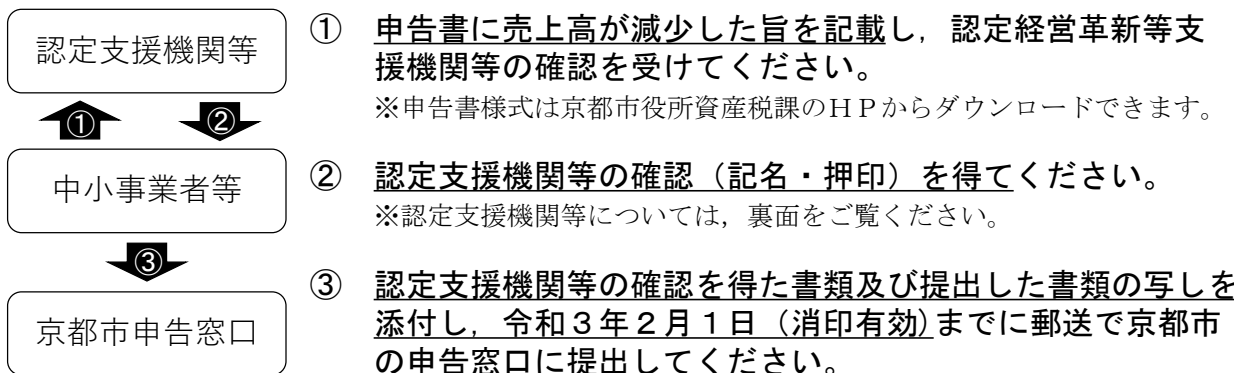 認定支援機関等
① ②
中小事業者等
③
京都市申告窓口
① 申告書に売上高が減少した旨を記載し，認定経営革新等支
援機関等の確認を受けてください。
※申告書様式は京都市役所資産税課のＨＰからダウンロードできます。
② 認定支援機関等の確認（記名・押印）を得てください。
※認定支援機関等については，裏面をご覧ください。
③ 認定支援機関等の確認を得た書類及び提出した書類の写しを
添付し，令和３年２月１日（消印有効)までに郵送で京都市
の申告窓口に提出してください。